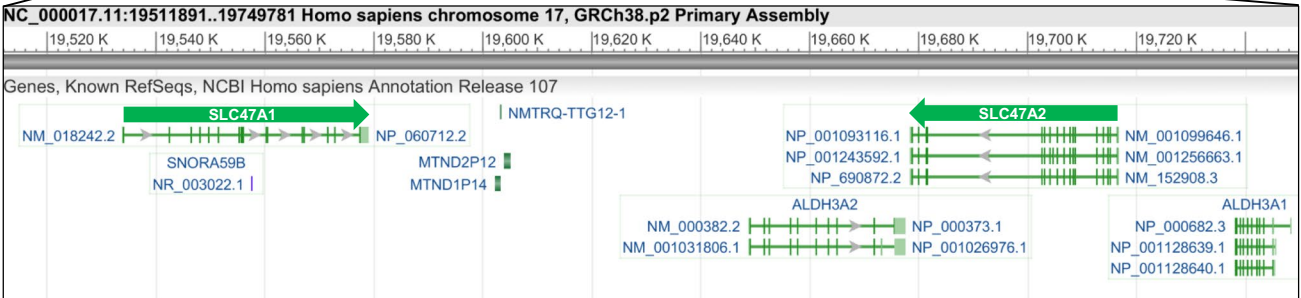 NC_000017.11:19511891..19749781 Homo sapiens chromosome 17, GRCh38.p2 Primary Assembly
19,520 K 19,540 K 19,560 K 19,580 K 19,600 K 19,620 K 19,640 K 19,660 K 19,680 K 19,700 K 19,720 K
Genes, Known RefSeqs, NCBI Homo sapiens Annotation Release 107
SLC47A1 NMTRQ-TTG12-1 SLC47A2
NM_018242.2 NP_060712.2 NP_001093116.1 NM_001099646.1
SNORA59B MTND2P12 NP_001243592.1 NM_001256663.1
NR_003022.1 MTND1P14 NP_690872.2 NM_152908.3
ALDH3A2 ALDH3A1
NM_000382.2 NP_000373.1 NP_000682.3
NM_001031806.1 NP_001026976.1 NP_001128639.1
NP_001128640.1